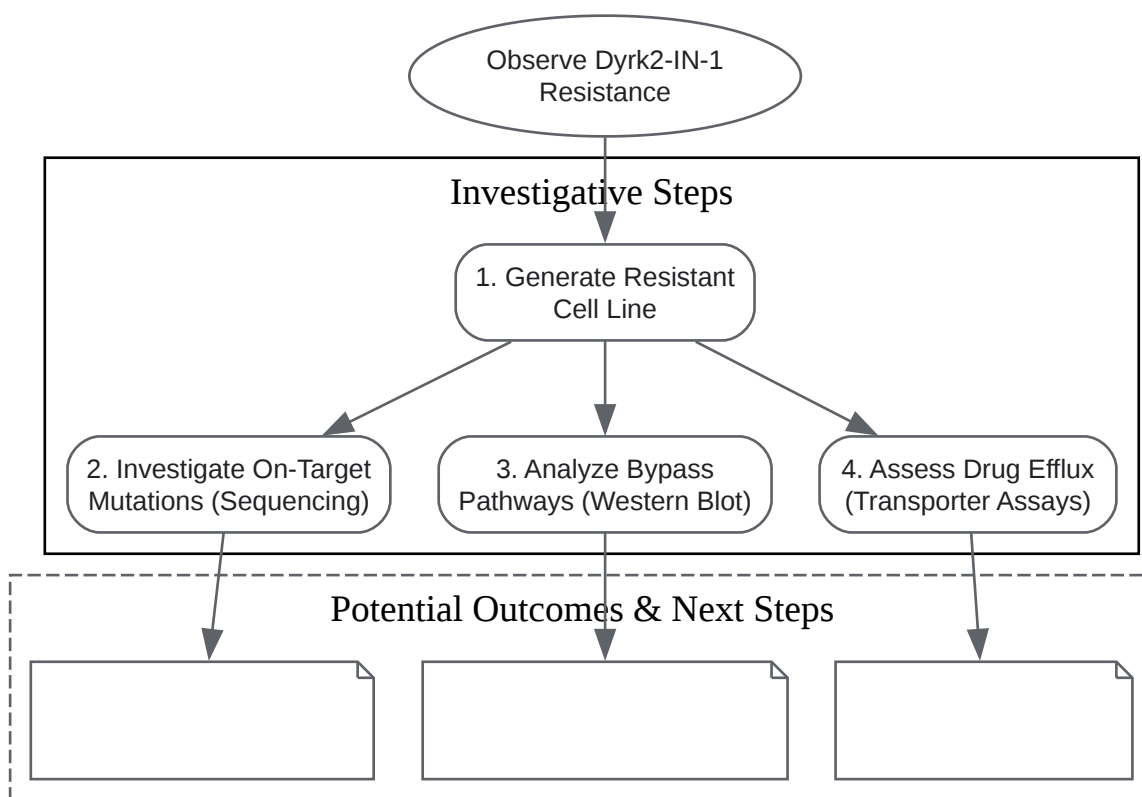 Observe Dyrk2-IN-1
Resistance
Investigative Steps
1. Generate Resistant
Cell Line
2. Investigate On-Target
Mutations (Sequencing)
3. Analyze Bypass
Pathways (Western Blot)
4. Assess Drug Efflux
(Transporter Assays)
Potential Outcomes & Next Steps